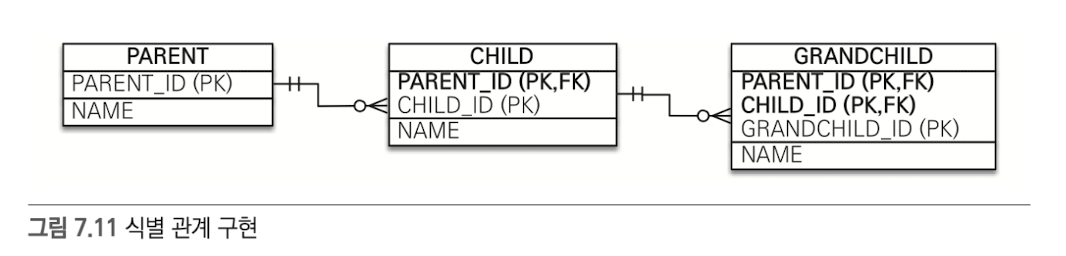 PARENT
PARENT_ID (PK)
NAME
CHILD
PARENT_ID (PK,FK)
CHILD_ID (PK)
NAME
GRANDCHILD
PARENT_ID (PK,FK)
CHILD_ID (PK,FK)
GRANDCHILD_ID (PK)
NAME
그림 7.11 식별 관계 구현